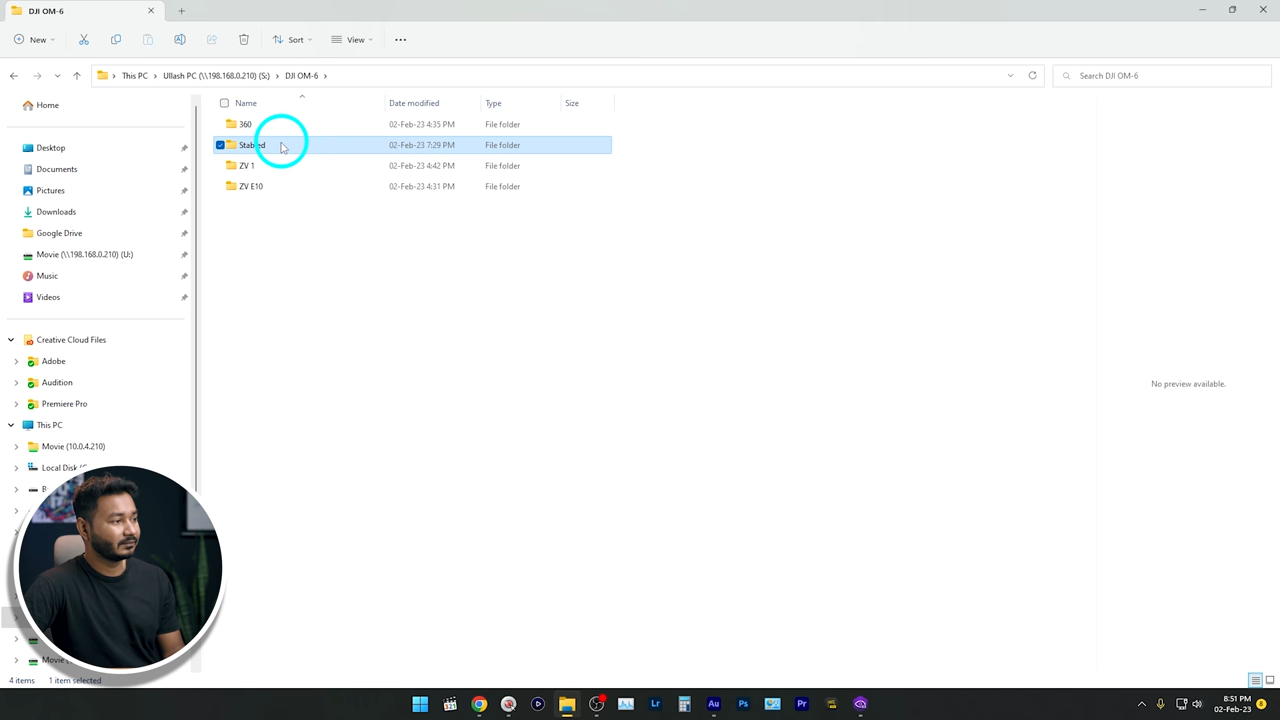 DJI OM-6
New
Sort
View
This PC
Ullash PC (\\198.168.0.210) (S:)
DJI OM-6
Search DJI OM-6
Name
Date modified
Type
Size
360
02-Feb-23 4:35 PM
File folder
02-Feb-23 7:29 PM
File folder
ZV 1
02-Feb-23 4:42 PM
File folder
ZV E10
02-Feb-23 4:31 PM
File folder
Home
Desktop
Documents
Pictures
Downloads
Google Drive
Movie (\\198.168.0.210) (U:)
Music
Videos
Creative Cloud Files
Adobe
Audition
Premiere Pro
This PC
Movie (10.0.4.210)
Local Disk
No preview available.
4 items
1 item selected
Lr
Au
Ps
Pr
8:51 PM
02-Feb-23
2